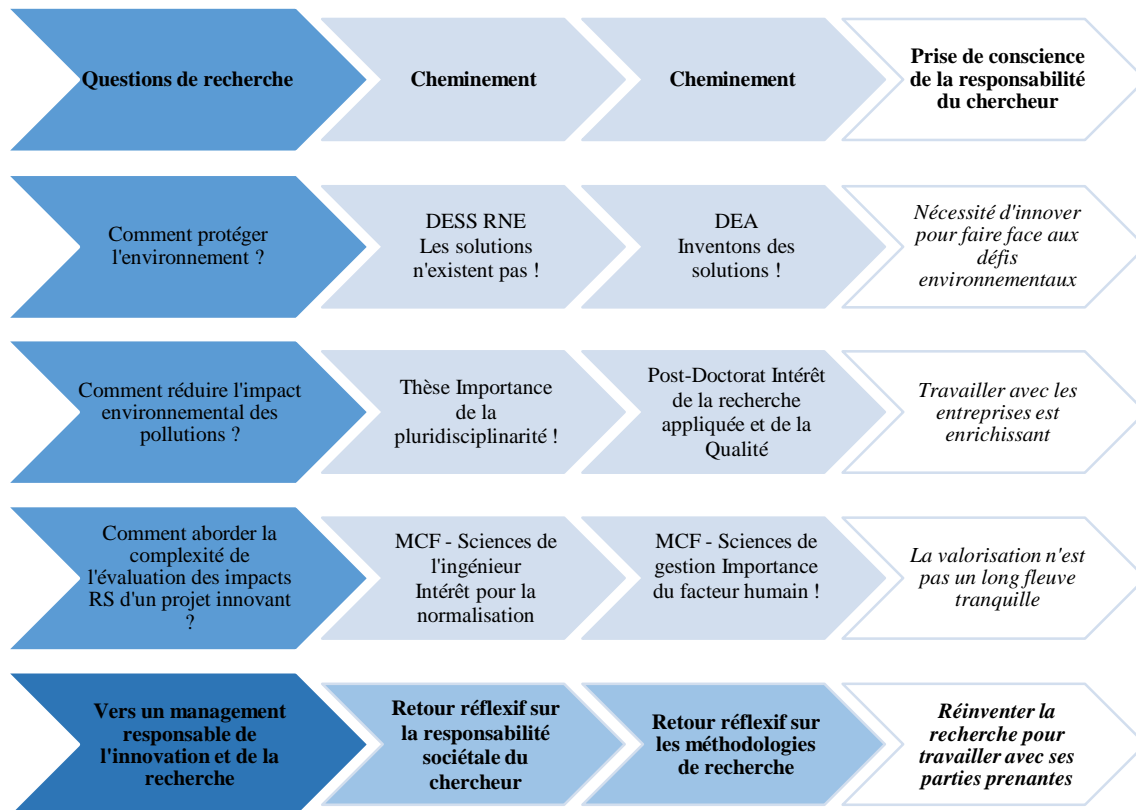 Questions de recherche
Cheminement
Cheminement
Prise de conscience
de la responsabilité
du chercheur
Comment protéger
l'environnement ?
DESS RNE
Les solutions
n'existent pas !
DEA
Inventons des
solutions !
Nécessité d'innover
pour faire face aux
défis
environnementaux
Comment réduire l'impact
environnemental des
pollutions ?
Thèse Importance
de la
pluridisciplinarité !
Post-Doctorat Intérêt
de la recherche
appliquée et de la
Qualité
Travailler avec les
entreprises est
enrichissant
Comment aborder la
complexité de
l'évaluation des impacts
RS d'un projet innovant
?
MCF - Sciences de
l'ingénieur
Intérêt pour la
normalisation
MCF - Sciences de
gestion Importance
du facteur humain !
La valorisation n'est
pas un long fleuve
tranquille
Vers un management
responsable de
l'innovation et de la
recherche
Retour réflexif sur
la responsabilité
sociétale du
chercheur
Retour réflexif sur
les méthodologies
de recherche
Réinventer la
recherche pour
travailler avec ses
parties prenantes